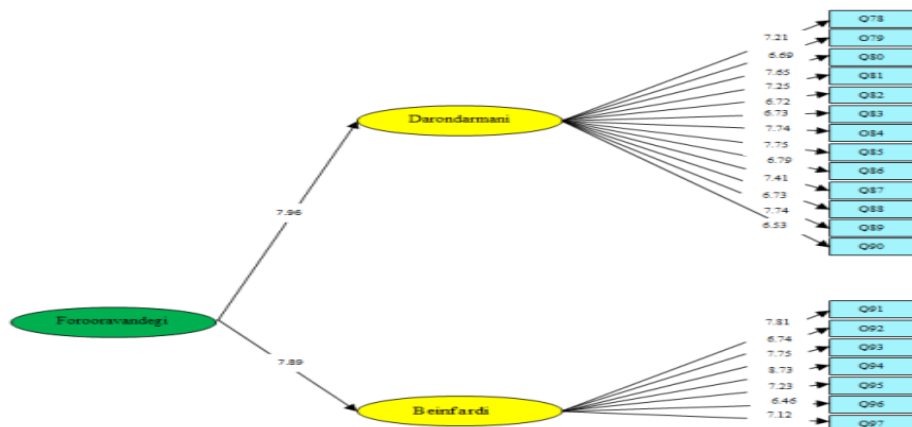 Q78
7.21
O79
6.69
Q80
7.65
Q81
7.25
Q82
6.72
Q83
6.73
O84
7.74
Q85
7.75
Q86
6.79
Q87
7.41
Q88
6.73
Q89
7.74
Q90
6.53
Darondarmani
7.96
Forooravandegi
7.89
Beinfardi
Q91
7.81
O92
6.74
Q93
7.75
Q94
8.73
Q95
7.23
Q96
6.46
Q97
7.12